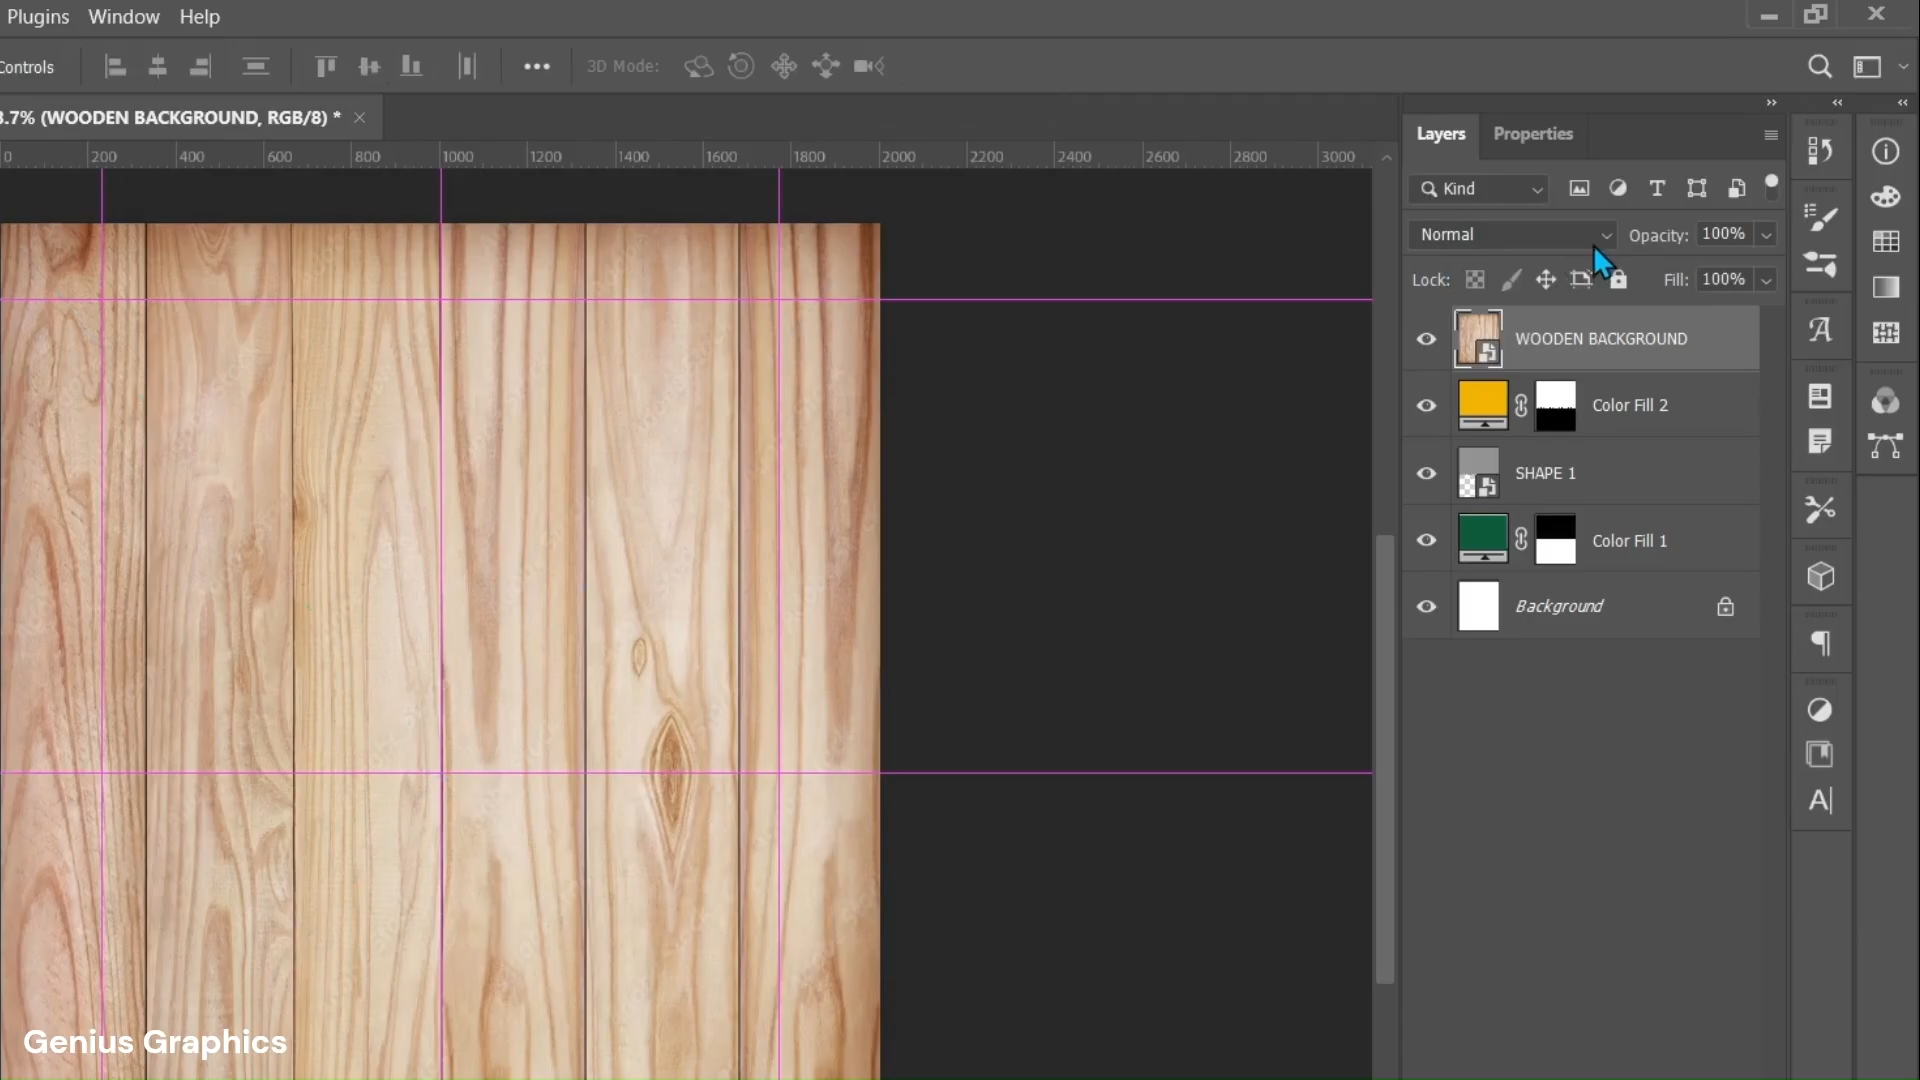 Plugins Window Help
Controls
3D Mode:
3.7% (WOODEN BACKGROUND, RGB/8) *
0 200 400 600 800 1000 1200 1400 1600 1800 2000 2200 2400 2600 2800 3000
Layers Properties
Kind
Normal
Opacity: 100%
Lock:
Fill: 100%
WOODEN BACKGROUND
Color Fill 2
SHAPE 1
Color Fill 1
Background
Genius Graphics